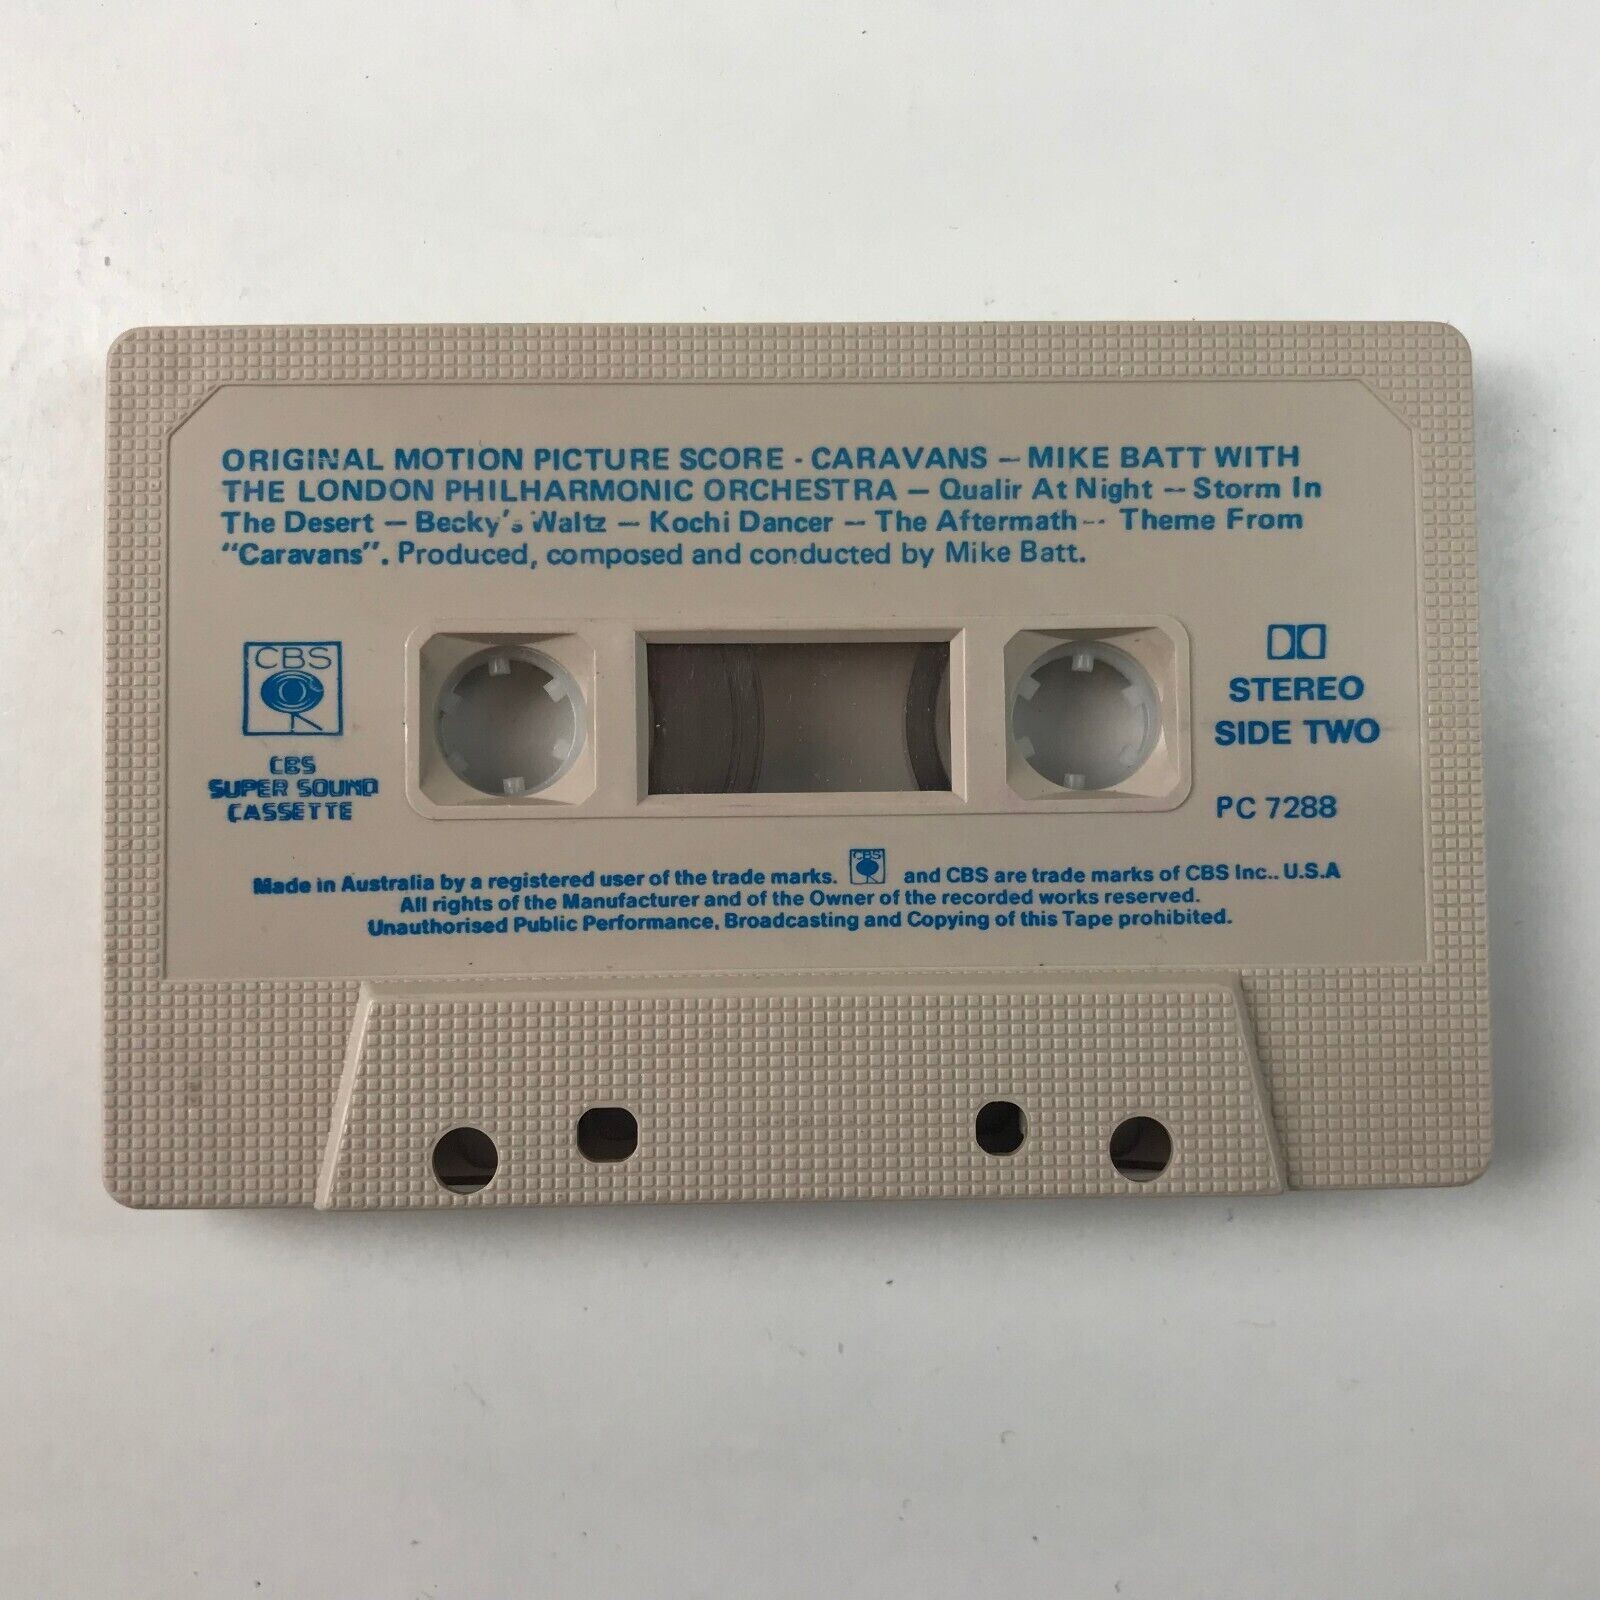 ORIGINAL MOTION PICTURE SCORE - CARAVANS – MIKE BATT WITH
THE LONDON PHILHARMONIC ORCHESTRA – Qualir At Night – Storm In
The Desert – Becky's Waltz – Kochi Dancer – The Aftermath -- Theme From
"Caravans". Produced, composed and conducted by Mike Batt.
CBS
CBS
SUPER SOUND
CASSETTE
STEREO
SIDE TWO
PC 7288
Made in Australia by a registered user of the trade marks. CBS and CBS are trade marks of CBS Inc.. U.S.A
All rights of the Manufacturer and of the Owner of the recorded works reserved.
Unauthorised Public Performance, Broadcasting and Copying of this Tape prohibited.